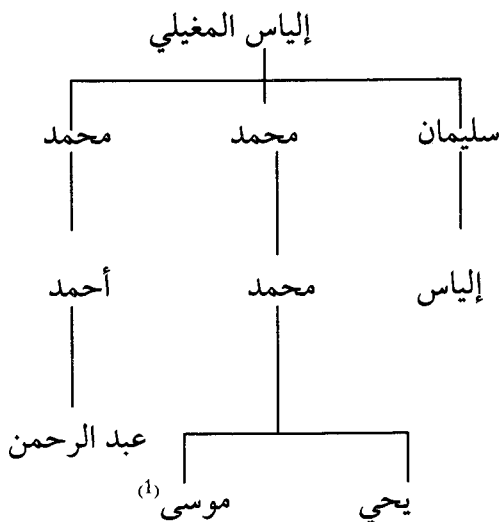 إلياس المغيلي
سليمان محمد محمد
إلياس محمد أحمد
عبد الرحمن
يحي موسى (1)